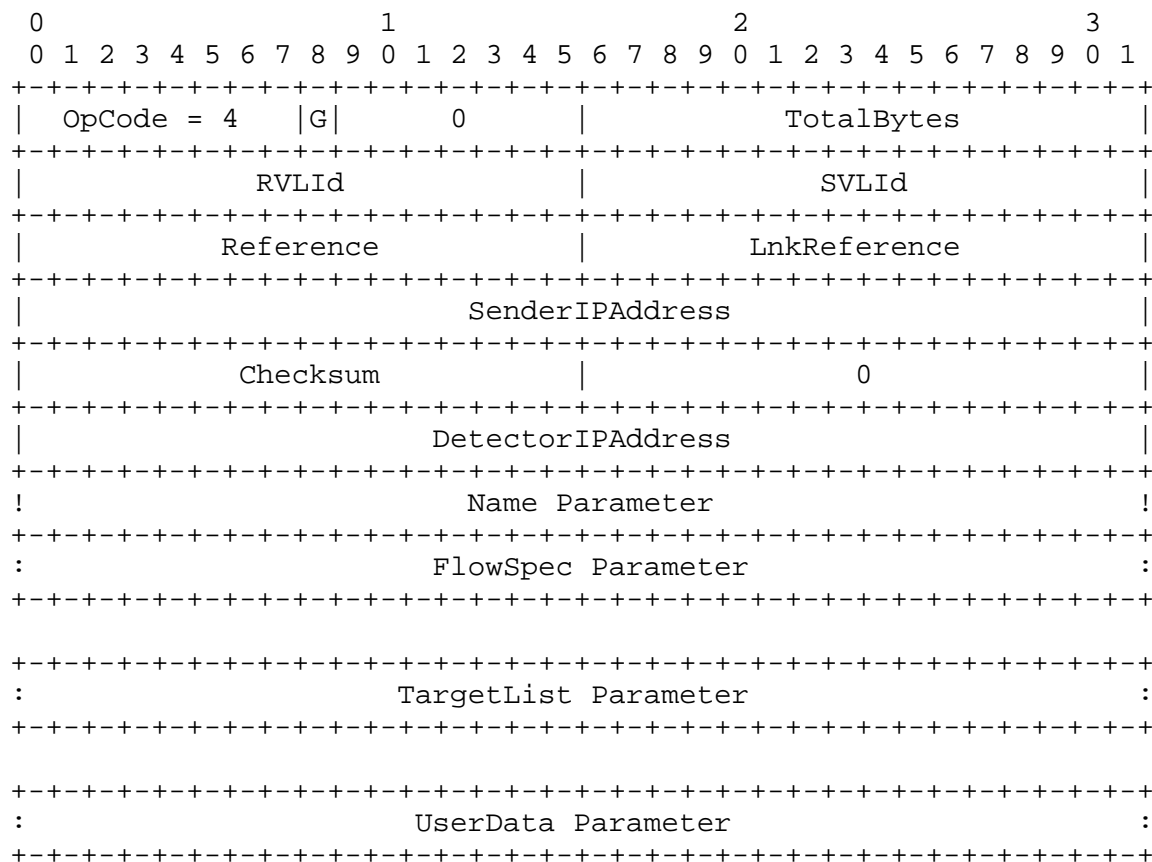 0                   1                   2                   3
 0 1 2 3 4 5 6 7 8 9 0 1 2 3 4 5 6 7 8 9 0 1 2 3 4 5 6 7 8 9 0 1
+-+-+-+-+-+-+-+-+-+-+-+-+-+-+-+-+-+-+-+-+-+-+-+-+-+-+-+-+-+-+-+-+
|  OpCode = 4   |G|      0      |           TotalBytes          |
+-+-+-+-+-+-+-+-+-+-+-+-+-+-+-+-+-+-+-+-+-+-+-+-+-+-+-+-+-+-+-+-+
|             RVLId             |             SVLId             |
+-+-+-+-+-+-+-+-+-+-+-+-+-+-+-+-+-+-+-+-+-+-+-+-+-+-+-+-+-+-+-+-+
|           Reference           |         LnkReference          |
+-+-+-+-+-+-+-+-+-+-+-+-+-+-+-+-+-+-+-+-+-+-+-+-+-+-+-+-+-+-+-+-+
|                         SenderIPAddress                       |
+-+-+-+-+-+-+-+-+-+-+-+-+-+-+-+-+-+-+-+-+-+-+-+-+-+-+-+-+-+-+-+-+
|            Checksum           |               0               |
+-+-+-+-+-+-+-+-+-+-+-+-+-+-+-+-+-+-+-+-+-+-+-+-+-+-+-+-+-+-+-+-+
|                       DetectorIPAddress                       |
+-+-+-+-+-+-+-+-+-+-+-+-+-+-+-+-+-+-+-+-+-+-+-+-+-+-+-+-+-+-+-+-+
!                         Name Parameter                        !
+-+-+-+-+-+-+-+-+-+-+-+-+-+-+-+-+-+-+-+-+-+-+-+-+-+-+-+-+-+-+-+-+
:                       FlowSpec Parameter                      :
+-+-+-+-+-+-+-+-+-+-+-+-+-+-+-+-+-+-+-+-+-+-+-+-+-+-+-+-+-+-+-+-+

+-+-+-+-+-+-+-+-+-+-+-+-+-+-+-+-+-+-+-+-+-+-+-+-+-+-+-+-+-+-+-+-+
:                     TargetList Parameter                      :
+-+-+-+-+-+-+-+-+-+-+-+-+-+-+-+-+-+-+-+-+-+-+-+-+-+-+-+-+-+-+-+-+

+-+-+-+-+-+-+-+-+-+-+-+-+-+-+-+-+-+-+-+-+-+-+-+-+-+-+-+-+-+-+-+-+
:                      UserData Parameter                       :
+-+-+-+-+-+-+-+-+-+-+-+-+-+-+-+-+-+-+-+-+-+-+-+-+-+-+-+-+-+-+-+-+